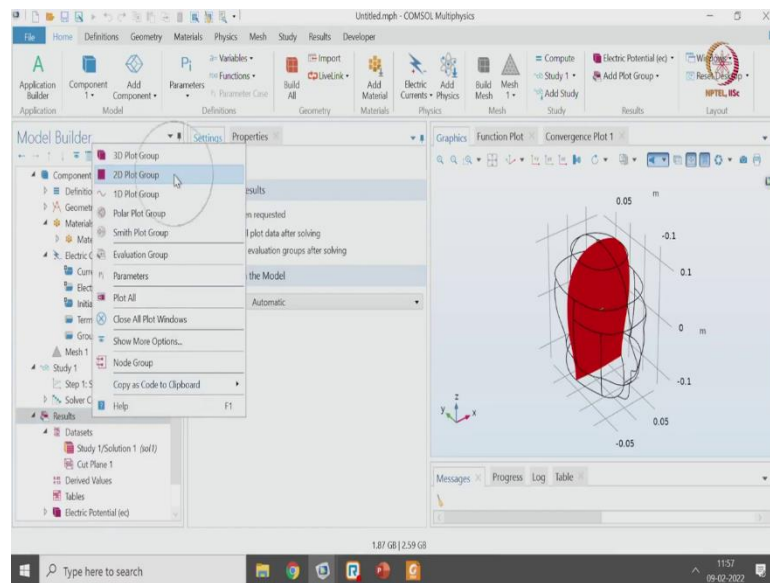 Untitled.mph - COMSOL Multiphysics
File Home Definitions Geometry Materials Physics Mesh Study Results Developer
Application Builder
Component 1
Add Component
Pi
Parameters
a= Variables
Functions
Parameter Case
Build All
Import
LiveLink
Add Material
Electric Currents
Add Physics
Build Mesh
Mesh 1
= Compute
Study 1
Add Study
Electric Potential (ec)
Add Plot Group
Windows
Reset Desktop
NPTEL, IISc
Application Model Definitions Geometry Materials Physics Mesh Study Results Layout
Model Builder
Settings Properties
Graphics Function Plot Convergence Plot 1
3D Plot Group
2D Plot Group
1D Plot Group
Polar Plot Group
Smith Plot Group
Evaluation Group
Pi Parameters
Plot All
Close All Plot Windows
Show More Options...
Node Group
Copy as Code to Clipboard
Help F1
Component
Definitio
Geomet
Material
Mate
Electric C
Curr
Elect
Initia
Term
Grou
Mesh 1
Study 1
Step 1: S
Solver C
Results
Datasets
Study 1/Solution 1 (sol1)
Cut Plane 1
Derived Values
Tables
Electric Potential (ec)
esults
n requested
l plot data after solving
evaluation groups after solving
the Model
Automatic
0.05
m
-0.1
0.1
0
m
-0.1
0.05
-0.05
z
y
x
Messages Progress Log Table
1.87 GB | 2.59 GB
Type here to search
11:57
09-02-2022